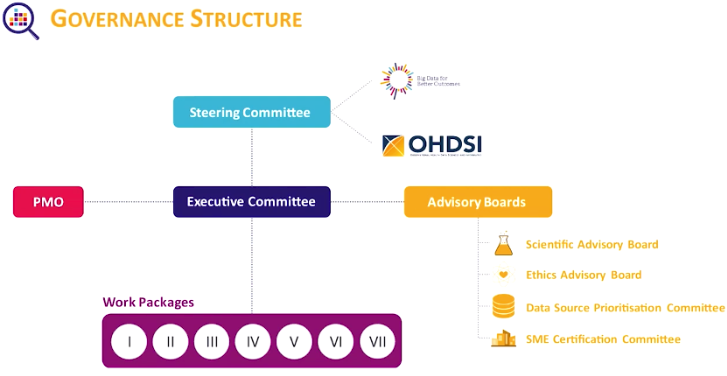 GOVERNANCE STRUCTURE
Big Data for
Better Outcomes
Steering Committee
OHDSI
PMO
Executive Committee
Advisory Boards
Scientific Advisory Board
Ethics Advisory Board
Data Source Prioritisation Committee
SME Certification Committee
Work Packages
I II III IV V VI VII